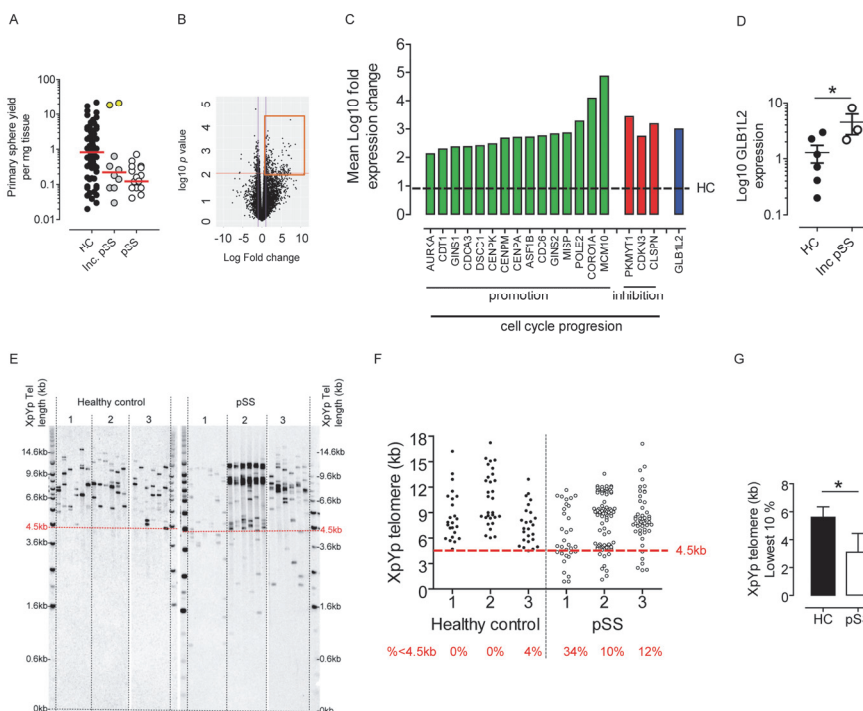 A
Primary sphere yield
per mg tissue
100
10
1
0.1
0.01
HC
Inc. pSS
pSS
B
log10 p value
5
4
3
2
1
0
-10
-5
0
5
10
Log Fold change
C
Mean Log10 fold
expression change
6
5
4
3
2
1
0
HC
AURKA
CDT1
GINS1
CDCA3
DSCC1
CENPK
CENPM
CENPA
ASF1B
CDC6
GINS2
MISP
POLE2
CORO1A
MCM10
PKMYT1
CDKN3
CLSPN
GLB1L2
promotion
inhibition
cell cycle progresion
D
Log10 GLB1L2
expression
10
1
0.1
*
HC
Inc pSS
E
XpYp Tel
length (kb)
Healthy control
pSS
XpYp Tel
length (kb)
1 2 3 1 2 3
-14.6kb -14.6kb
-9.6kb -9.6kb
-6.6kb -6.6kb
-4.5kb -4.5kb
-3.6kb -3.6kb
-1.6kb -1.6kb
-0.6kb -0.6kb
-0kb -0kb
F
XpYp telomere (kb)
18
15
12
9
6
3
0
4.5kb
1 2 3 1 2 3
Healthy control pSS
%<4.5kb 0% 0% 4% 34% 10% 12%
G
XpYp telomere (kb)
Lowest 10 %
8
6
4
2
0
*
HC